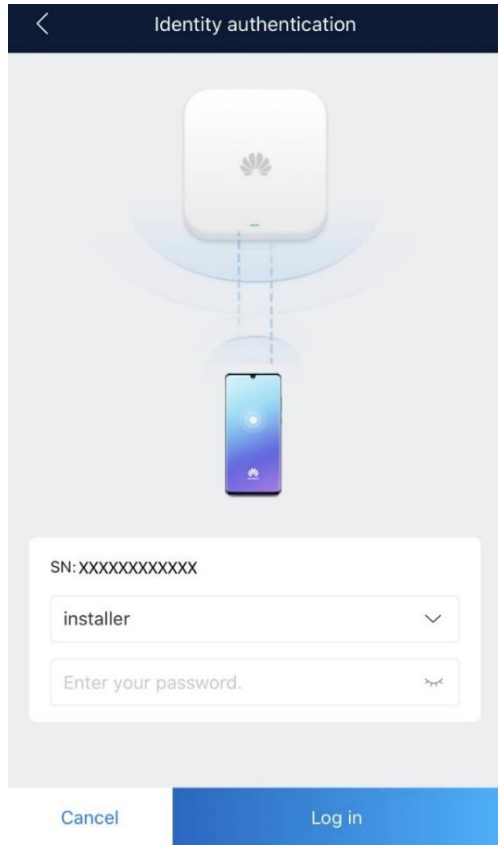 Identity authentication
SN: XXXXXXXXXXXX
installer
Enter your password.
Cancel
Log in